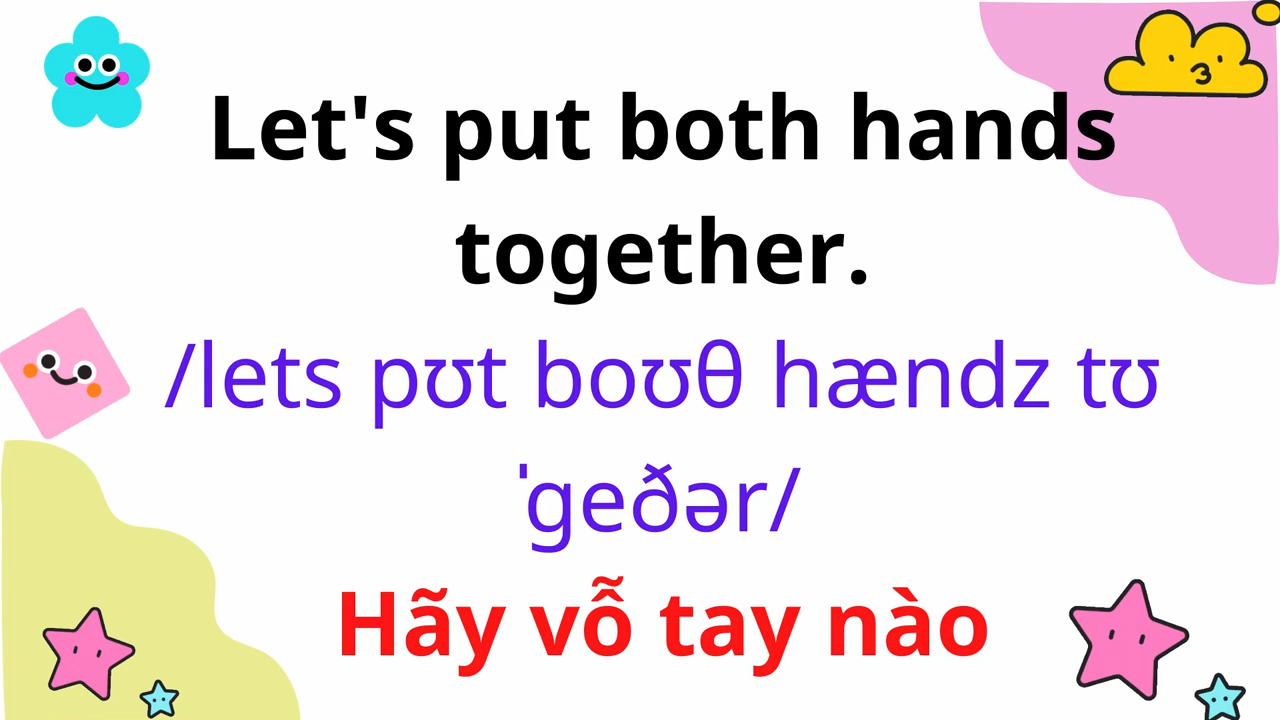 Let's put both hands
together.
/lets pʊt boʊθ hændz tʊ
ˈɡeðər/
Hãy vỗ tay nào